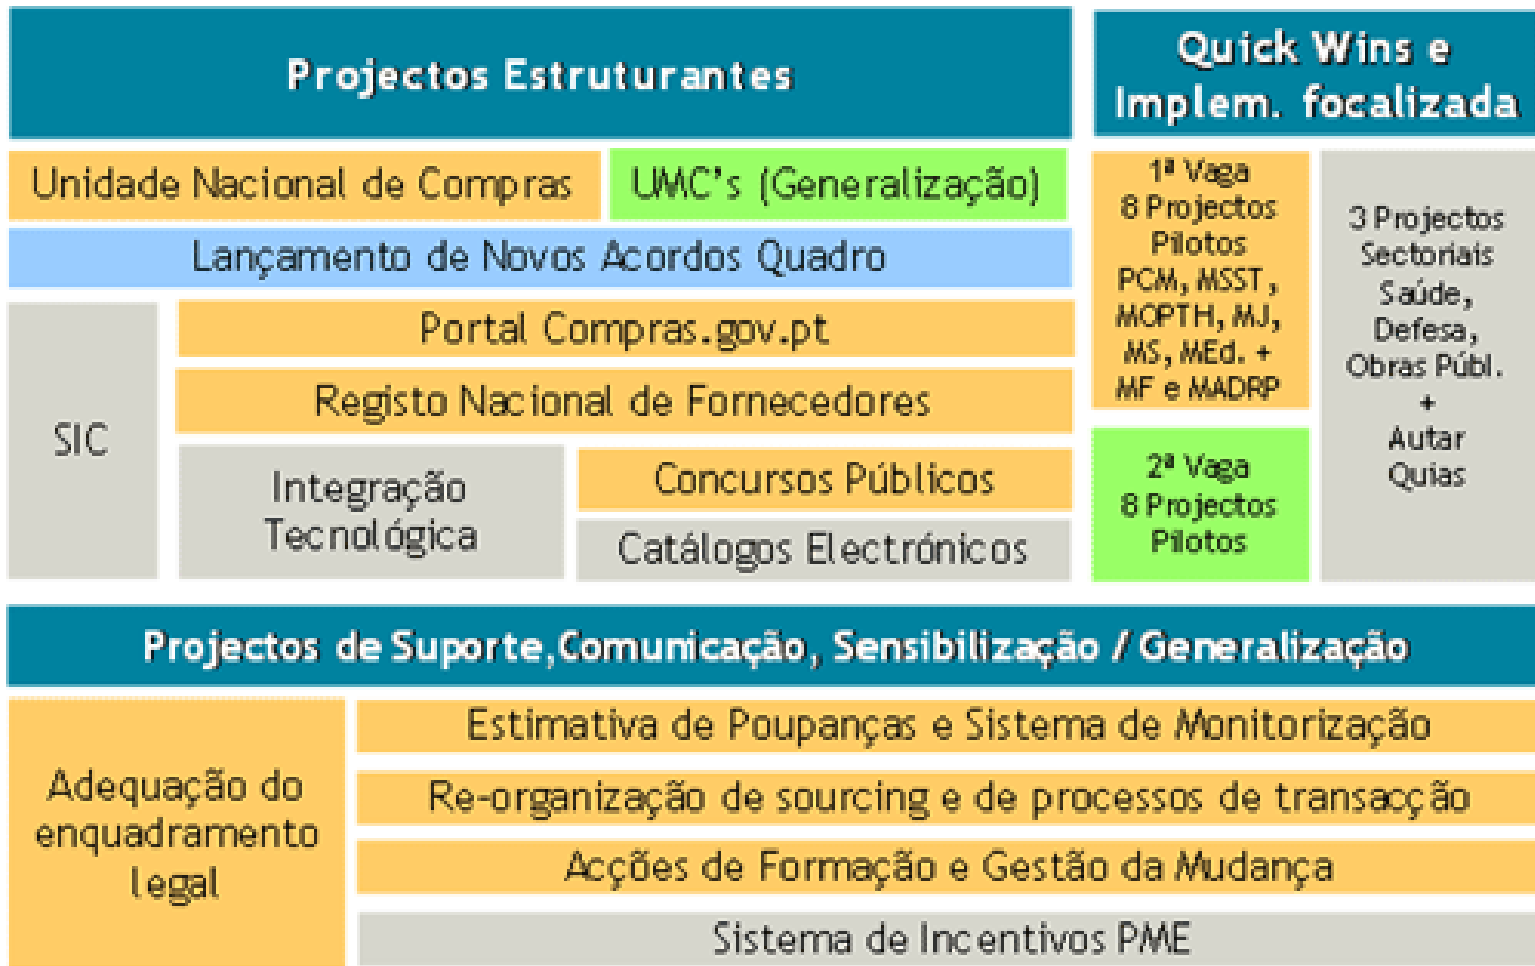 Projectos Estruturantes
Unidade Nacional de Compras
UMC's (Generalização)
Lançamento de Novos Acordos Quadro
SIC
Portal Compras.gov.pt
Registo Nacional de Fornecedores
Integração
Tecnológica
Concursos Públicos
Catálogos Electrónicos
Quick Wins e
Implem. focalizada
1ª Vaga
8 Projectos
Pilotos
PCM, MSST,
MOPTH, MJ,
MS, MEd. +
MF e MADRP
2ª Vaga
8 Projectos
Pilotos
3 Projectos
Sectoriais
Saúde,
Defesa,
Obras Públ.
+
Autar
Quias
Projectos de Suporte,Comunicação, Sensibilização / Generalização
Adequação do
enquadramento
legal
Estimativa de Poupanças e Sistema de Monitorização
Re-organização de sourcing e de processos de transacção
Acções de Formação e Gestão da Mudança
Sistema de Incentivos PME